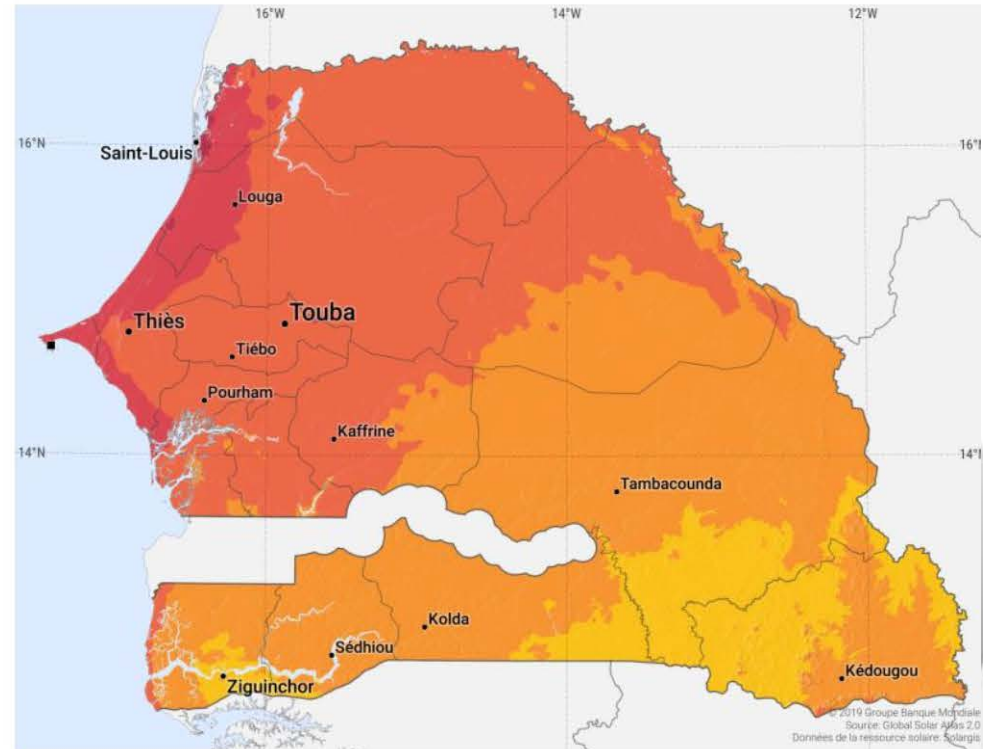 16°W 14°W 12°W
16°N 16°N
Saint-Louis
Louga
Thiès
Touba
Tiébo
Pourham
Kaffrine
14°N 14°N
Tambacounda
Kolda
Sédhiou
Ziguinchor
Kédougou
© 2019 Groupe Banque Mondiale
Source: Global Solar Atlas 2.0
Données de la ressource solaire: Solargis